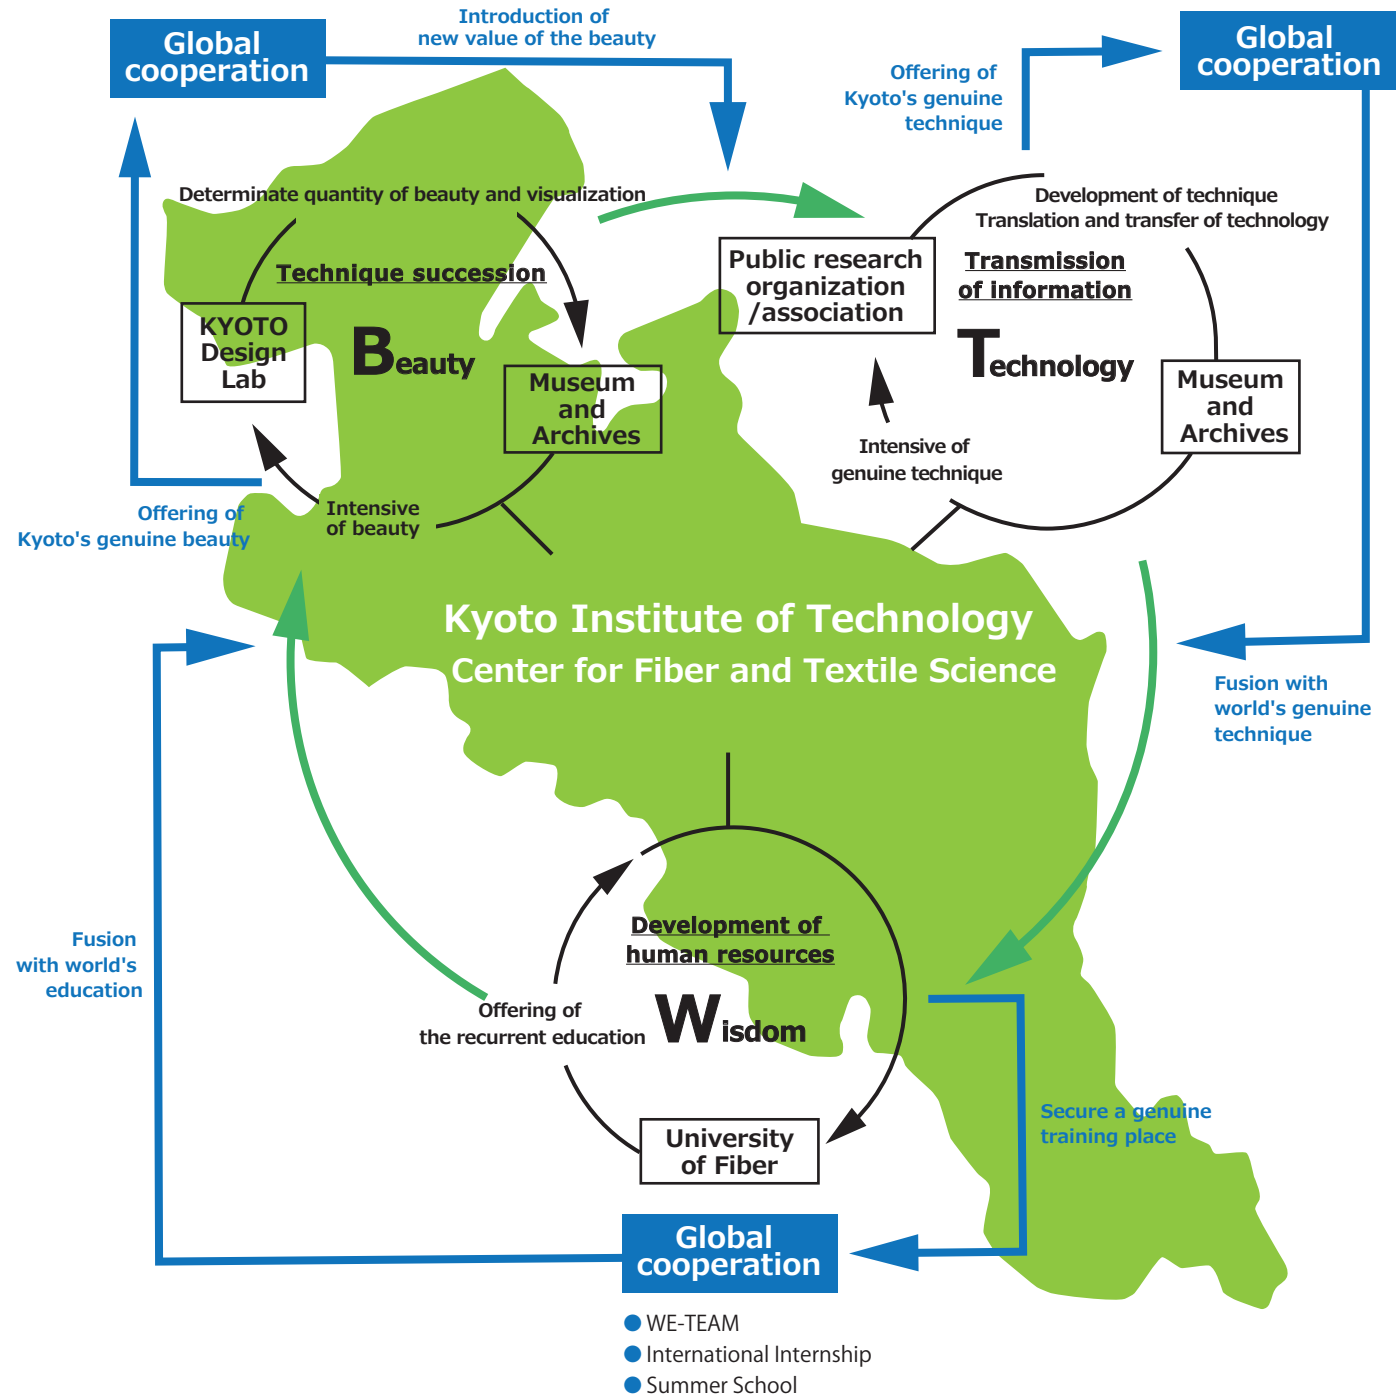 Introduction of
new value of the beauty
Global
cooperation
Global
cooperation
Offering of
Kyoto's genuine
technique
Determinate quantity of beauty and visualization
Development of technique
Translation and transfer of technology
Technique succession
Public research
organization
/association
Transmission
of information
KYOTO
Design
Lab
Beauty
Technology
Museum
and
Archives
Museum
and
Archives
Intensive of
genuine technique
Intensive
of beauty
Offering of
Kyoto's genuine beauty
Kyoto Institute of Technology
Center for Fiber and Textile Science
Fusion with
world's genuine
technique
Development of
human resources
Fusion
with world's
education
Offering of
the recurrent education
Wisdom
Secure a genuine
training place
University
of Fiber
Global
cooperation
● WE-TEAM
● International Internship
● Summer School